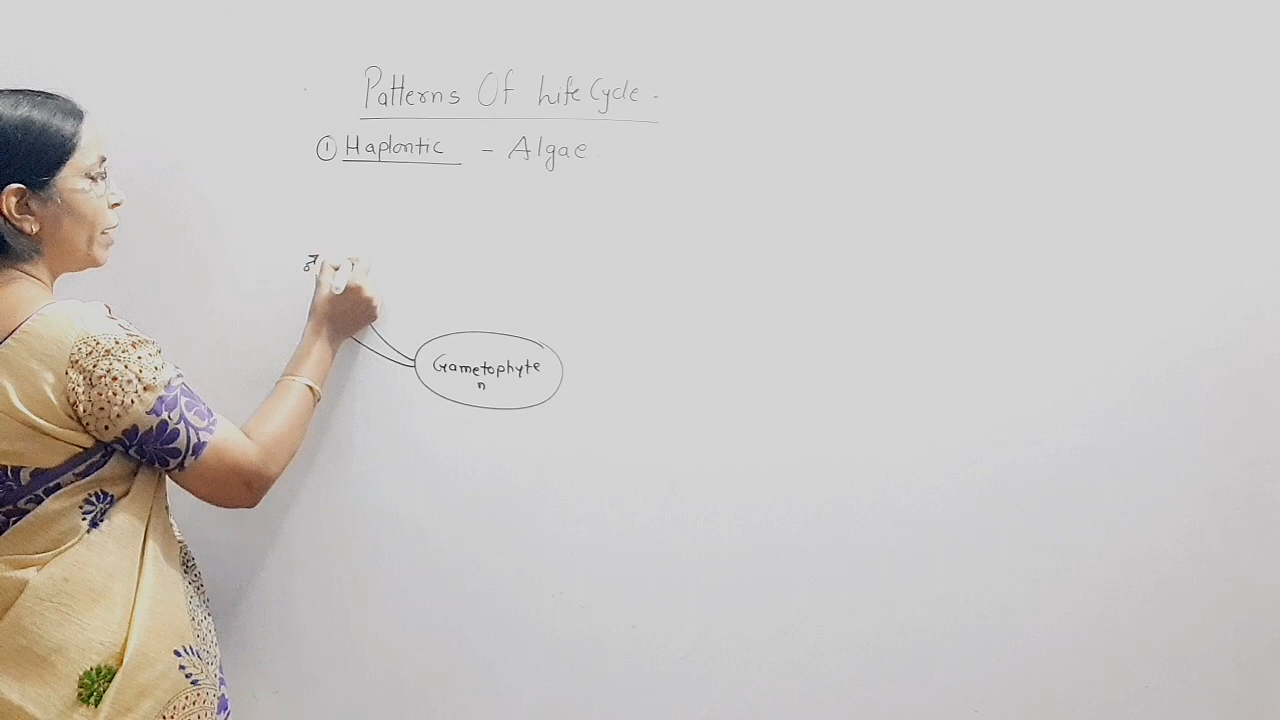 Patterns Of Life Cycle -
① Haplontic - Algae
♂
Gametophyte
n